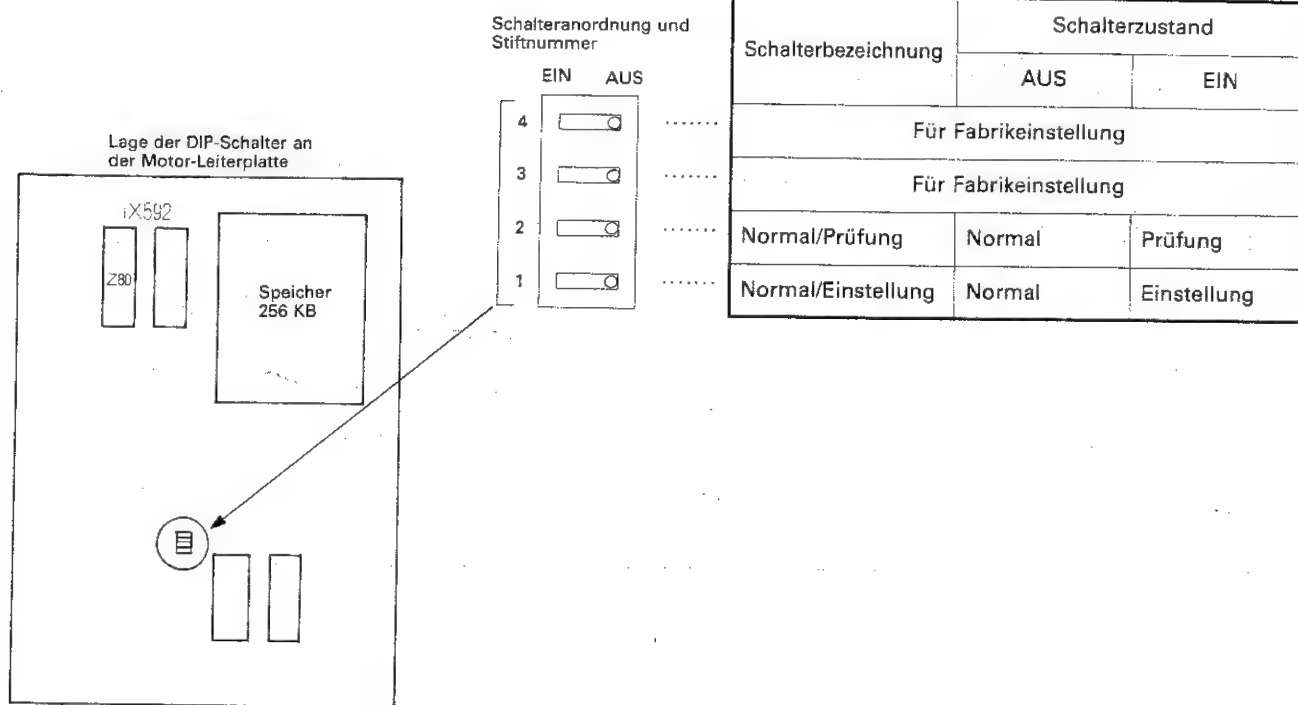 Schalteranordnung und
Stiftnummer
EIN AUS
4
3
2
1
Schalterbezeichnung
Schalterzustand
AUS EIN
Für Fabrikeinstellung
Für Fabrikeinstellung
Normal/Prüfung Normal Prüfung
Normal/Einstellung Normal Einstellung
Lage der DIP-Schalter an
der Motor-Leiterplatte
iX592
Z80
Speicher
256 KB